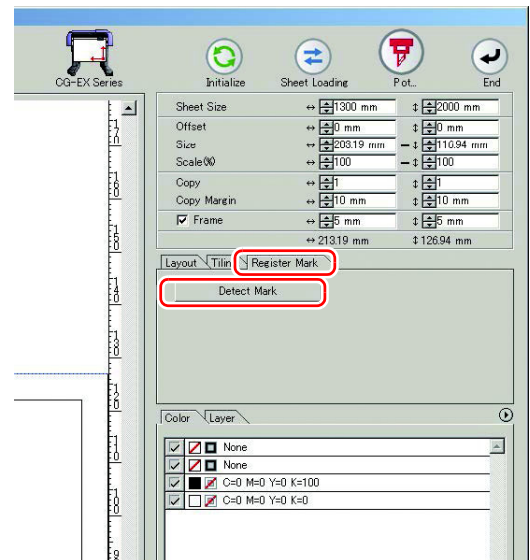 CG-EX Series
Initialize Sheet Loading Plot... End
Sheet Size 1300 mm 2000 mm
Offset 0 mm 0 mm
Size 203.19 mm 116.94 mm
Scale(%) 100 100
Copy 1 1
Copy Margin 10 mm 10 mm
Frame 5 mm 5 mm
213.19 mm 126.94 mm
Layout Tilin Register Mark
Detect Mark
Color Layer
None
None
C=0 M=0 Y=0 K=100
C=0 M=0 Y=0 K=0